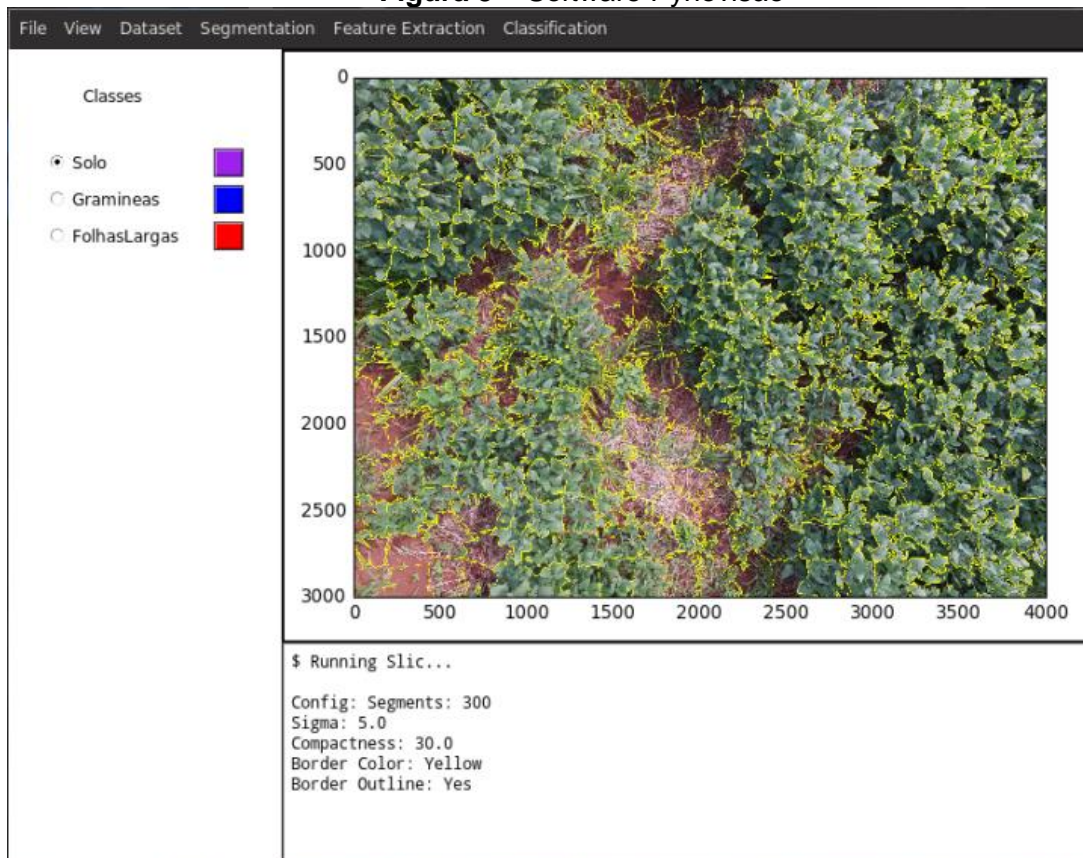 File View Dataset Segmentation Feature Extraction Classification
Classes
Solo
Gramineas
FolhasLargas
0
500
1000
1500
2000
2500
3000
0 500 1000 1500 2000 2500 3000 3500 4000
$ Running Slic...
Config: Segments: 300
Sigma: 5.0
Compactness: 30.0
Border Color: Yellow
Border Outline: Yes